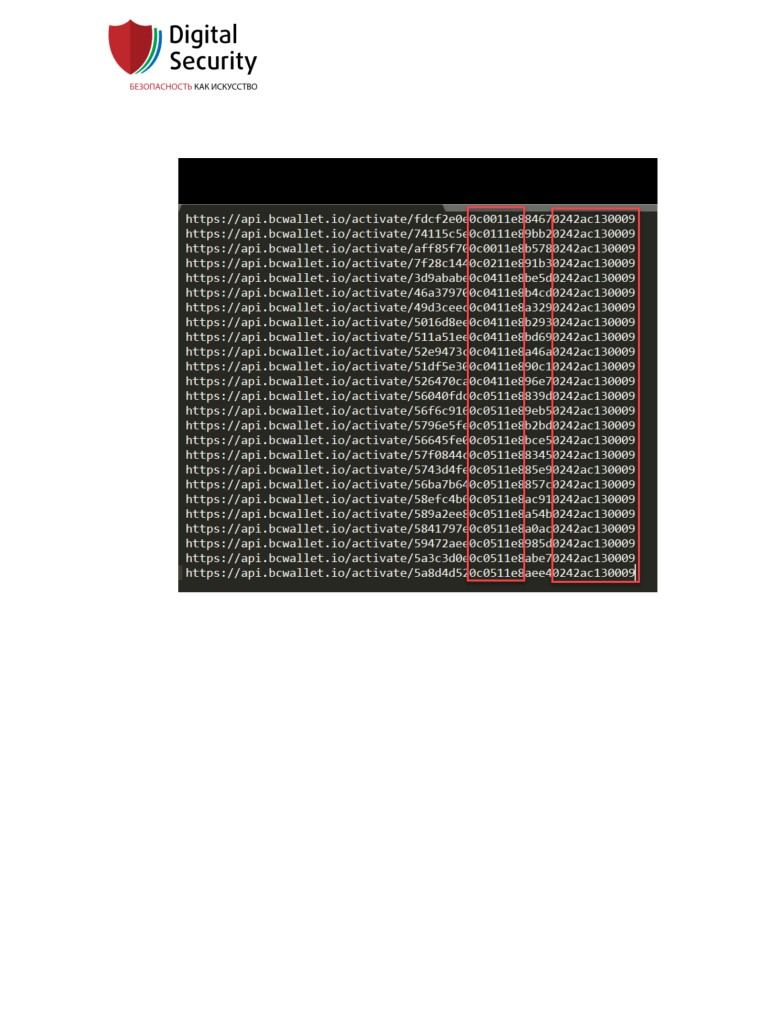 Digital
Security
БЕЗОПАСНОСТЬ КАК ИСКУССТВО
https://api.bcwallet.io/activate/fdcf2e0e0c0011e884670242ac130009
https://api.bcwallet.io/activate/74115c5e0c0111e89bb20242ac130009
https://api.bcwallet.io/activate/aff85f700c0011e8b5780242ac130009
https://api.bcwallet.io/activate/7f28c1440c0211e891b30242ac130009
https://api.bcwallet.io/activate/3d9ababe0c0411e8be5d0242ac130009
https://api.bcwallet.io/activate/46a379700c0411e8b4cd0242ac130009
https://api.bcwallet.io/activate/49d3ceec0c0411e8a3290242ac130009
https://api.bcwallet.io/activate/5016d8ee0c0411e8b2930242ac130009
https://api.bcwallet.io/activate/511a51ee0c0411e8bd690242ac130009
https://api.bcwallet.io/activate/52e9473c0c0411e8a46a0242ac130009
https://api.bcwallet.io/activate/51df5e300c0411e890c10242ac130009
https://api.bcwallet.io/activate/526470ca0c0411e896e70242ac130009
https://api.bcwallet.io/activate/56040fdc0c0511e8839d0242ac130009
https://api.bcwallet.io/activate/56f6c9160c0511e89eb50242ac130009
https://api.bcwallet.io/activate/5796e5fe0c0511e8b2bd0242ac130009
https://api.bcwallet.io/activate/56645fe00c0511e8bce50242ac130009
https://api.bcwallet.io/activate/57f0844c0c0511e883450242ac130009
https://api.bcwallet.io/activate/5743d4fe0c0511e885e90242ac130009
https://api.bcwallet.io/activate/56ba7b640c0511e8857c0242ac130009
https://api.bcwallet.io/activate/58efc4b60c0511e8ac910242ac130009
https://api.bcwallet.io/activate/589a2ee80c0511e8a54b0242ac130009
https://api.bcwallet.io/activate/5841797e0c0511e8a0ac0242ac130009
https://api.bcwallet.io/activate/59472aee0c0511e8985d0242ac130009
https://api.bcwallet.io/activate/5a3c3d0e0c0511e8abe70242ac130009
https://api.bcwallet.io/activate/5a8d4d520c0511e8aee40242ac130009